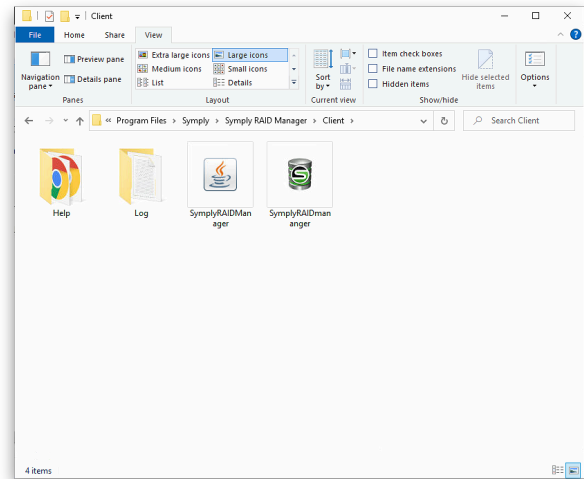 Client
File
Home
Share
View
Navigation
pane
Preview pane
Details pane
Panes
Extra large icons
Large icons
Medium icons
Small icons
List
Details
Layout
Sort
by
Current view
Item check boxes
File name extensions
Hidden items
Hide selected
items
Show/hide
Options
« Program Files > Symply > Symply RAID Manager > Client >
Search Client
Help
Log
SymplyRAIDMan
ager
SymplyRAIDma
nanger
4 items